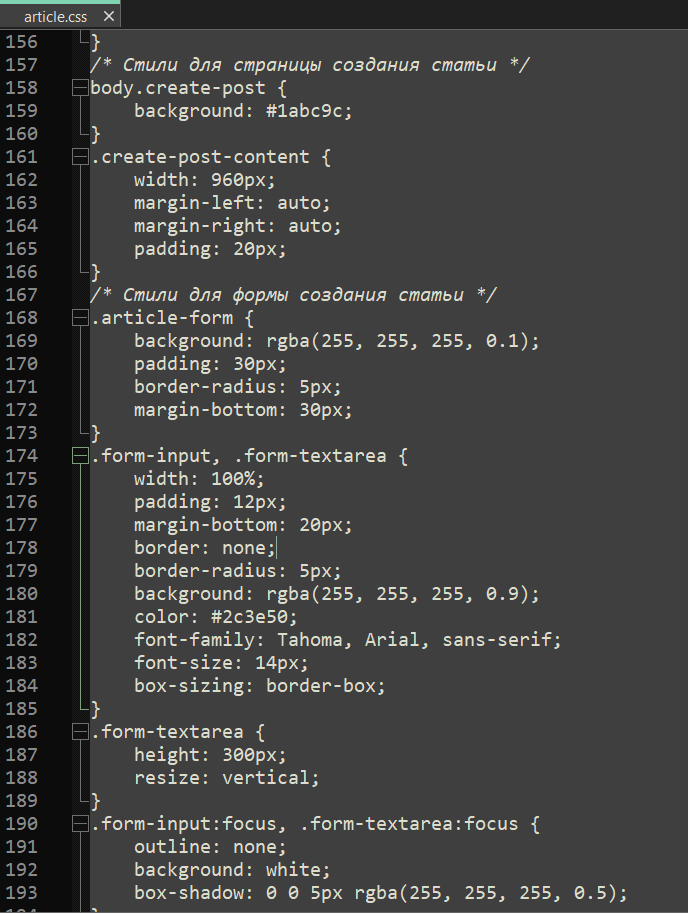 article.css ×
156 }
157 /* Стили для страницы создания статьи */
158 body.create-post {
159 background: #1abc9c;
160 }
161 .create-post-content {
162 width: 960px;
163 margin-left: auto;
164 margin-right: auto;
165 padding: 20px;
166 }
167 /* Стили для формы создания статьи */
168 .article-form {
169 background: rgba(255, 255, 255, 0.1);
170 padding: 30px;
171 border-radius: 5px;
172 margin-bottom: 30px;
173 }
174 .form-input, .form-textarea {
175 width: 100%;
176 padding: 12px;
177 margin-bottom: 20px;
178 border: none;
179 border-radius: 5px;
180 background: rgba(255, 255, 255, 0.9);
181 color: #2c3e50;
182 font-family: Tahoma, Arial, sans-serif;
183 font-size: 14px;
184 box-sizing: border-box;
185 }
186 .form-textarea {
187 height: 300px;
188 resize: vertical;
189 }
190 .form-input:focus, .form-textarea:focus {
191 outline: none;
192 background: white;
193 box-shadow: 0 0 5px rgba(255, 255, 255, 0.5);